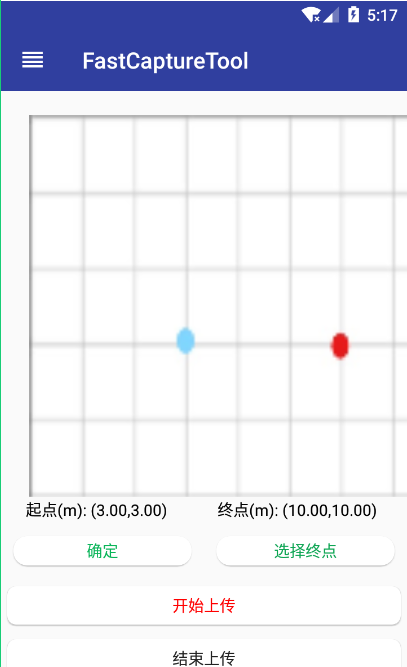 5:17
FastCaptureTool
起点(m): (3.00,3.00) 终点(m): (10.00,10.00)
确定 选择终点
开始上传
结束上传